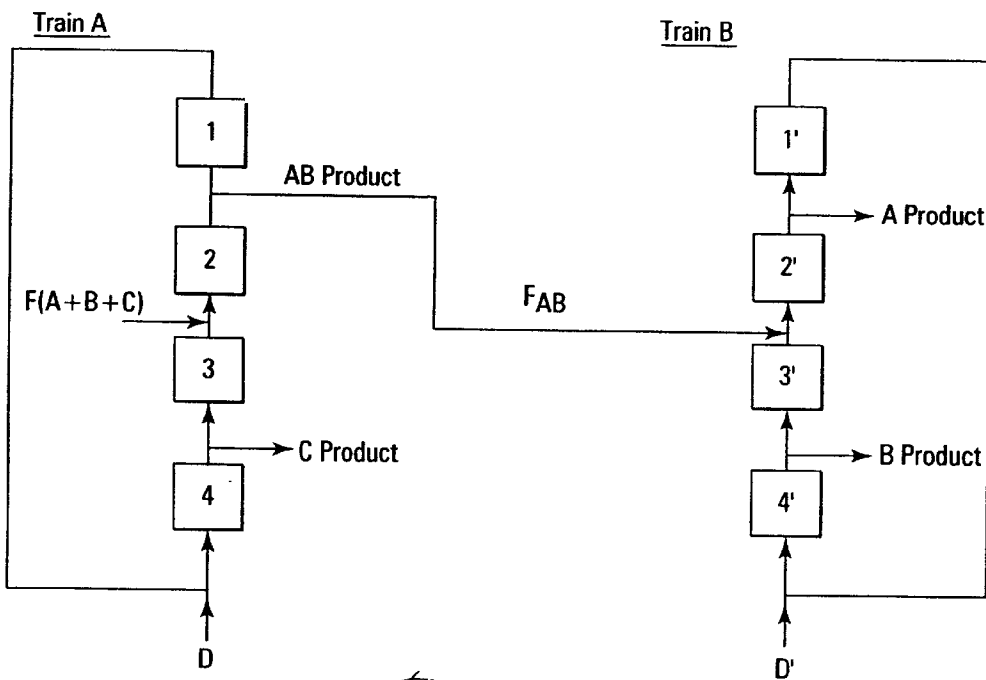 Train A
Train B
1
1'
AB Product
A Product
2
2'
F(A+B+C)
FAB
3
3'
C Product
B Product
4
4'
D
D'